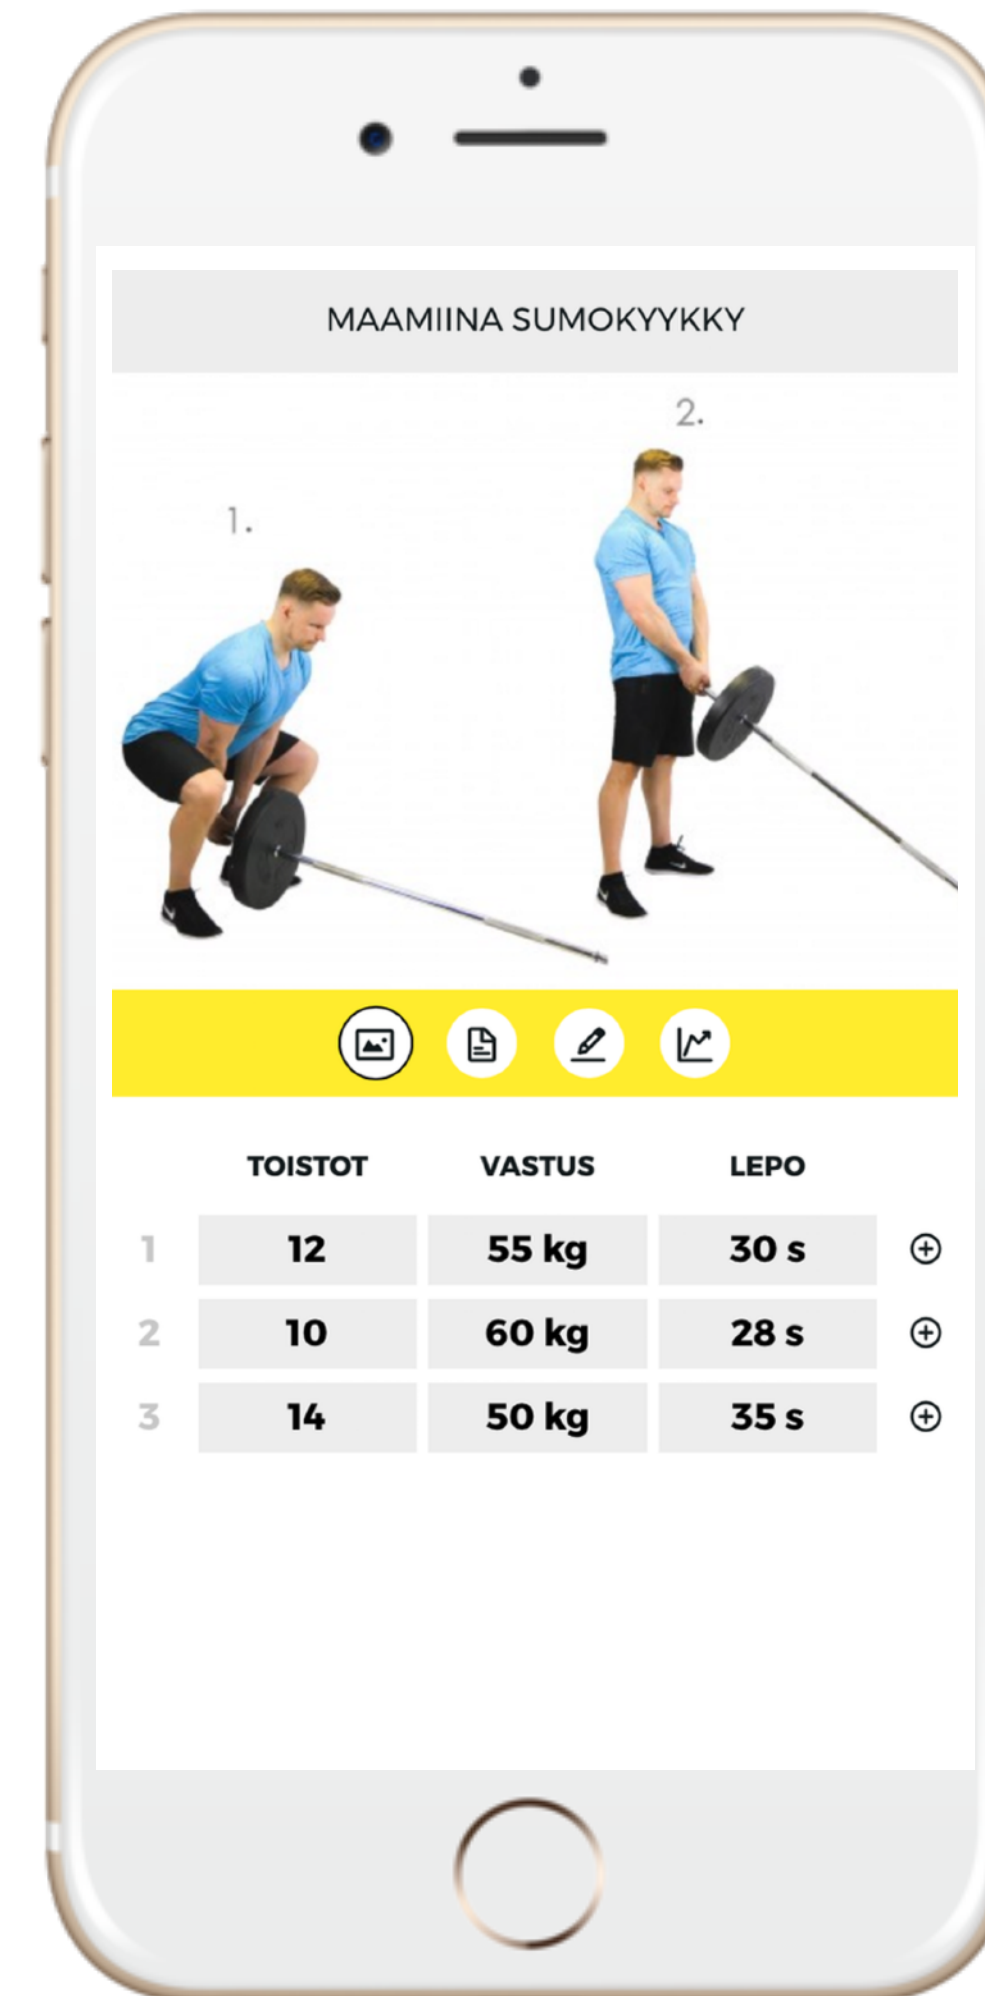 MAAMIINA SUMOKYYKKY
1.
2.
TOISTOT VASTUS LEPO
1 12 55 kg 30 s
2 10 60 kg 28 s
3 14 50 kg 35 s